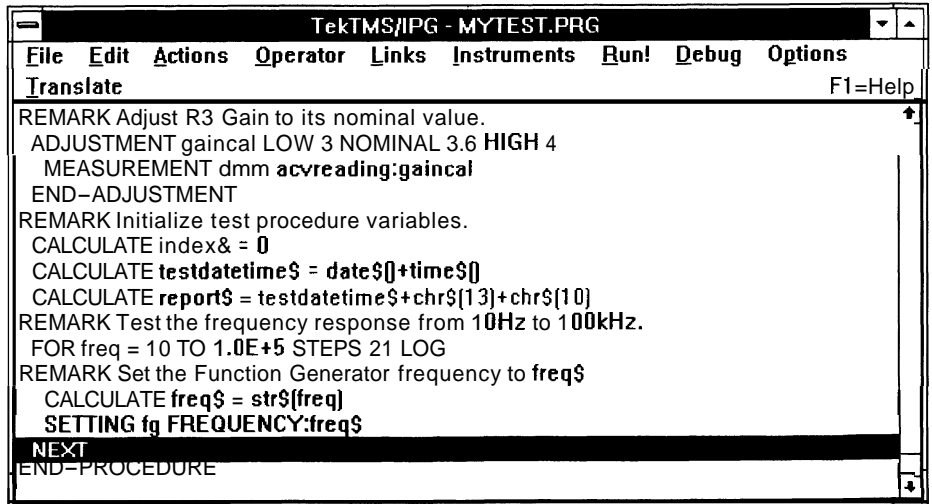 TekTMS/IPG - MYTEST.PRG
File Edit Actions Operator Links Instruments Run! Debug Options
Translate F1=Help
REMARK Adjust R3 Gain to its nominal value.
ADJUSTMENT gaincal LOW 3 NOMINAL 3.6 HIGH 4
MEASUREMENT dmm acvreading:gaincal
END-ADJUSTMENT
REMARK Initialize test procedure variables.
CALCULATE index& = 0
CALCULATE testdatetime$ = date$()+time$()
CALCULATE report$ = testdatetime$+chr$(13)+chr$(10)
REMARK Test the frequency response from 10Hz to 100kHz.
FOR freq = 10 TO 1.0E+5 STEPS 21 LOG
REMARK Set the Function Generator frequency to freq$
CALCULATE freq$ = str$(freq)
SETTING fg FREQUENCY:freq$
NEXT
END-PROCEDURE